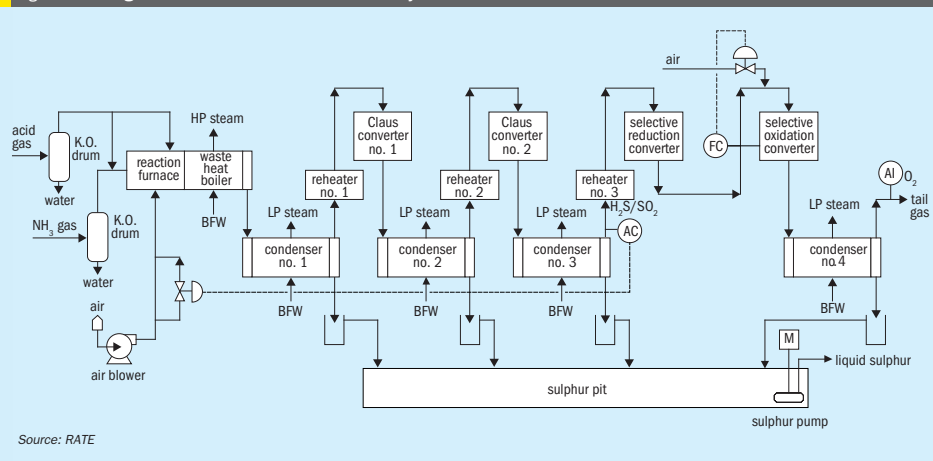 air
FC
acid
gas
K.O.
drum
water
HP steam
reaction
furnace
waste
heat
boiler
BFW
NH3 gas
K.O.
drum
water
air
air blower
Claus
converter
no. 1
reheater
no. 1
LP steam
condenser
no. 1
BFW
Claus
converter
no. 2
reheater
no. 2
LP steam
condenser
no. 2
BFW
selective
reduction
converter
reheater
no. 3
H2S/SO2
AC
LP steam
condenser
no. 3
BFW
selective
oxidation
converter
AI
O2
tail
gas
LP steam
condenser
no.4
BFW
M
liquid sulphur
sulphur pit
sulphur pump
Source: RATE